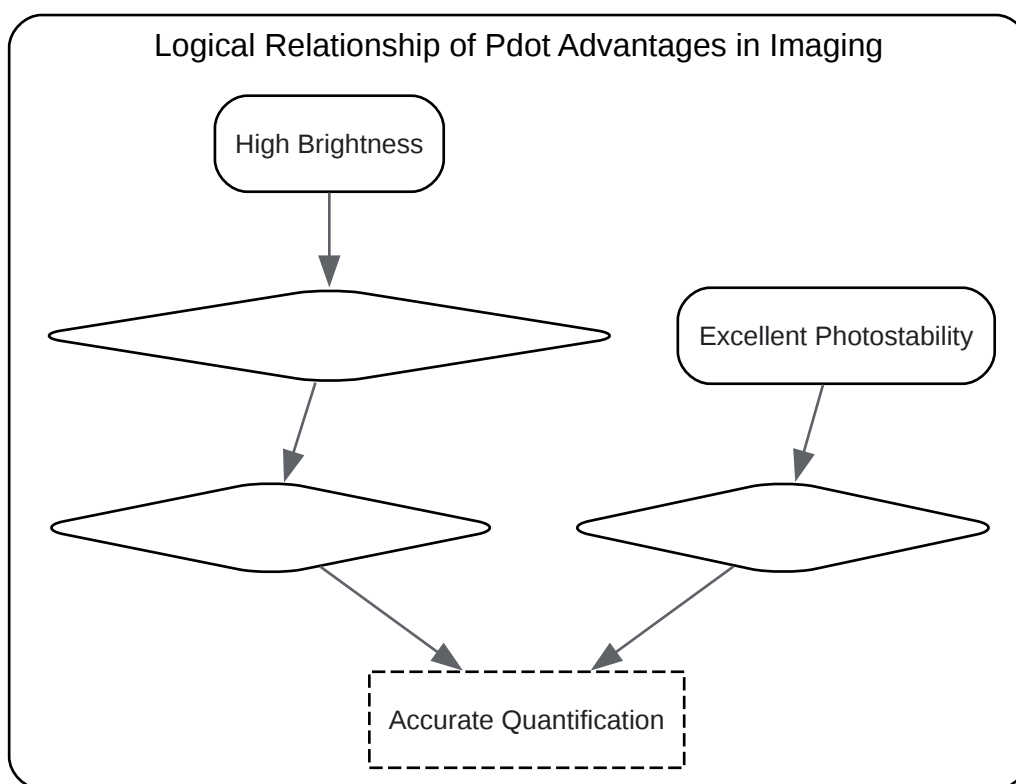 Logical Relationship of Pdot Advantages in Imaging
High Brightness
Excellent Photostability
Accurate Quantification